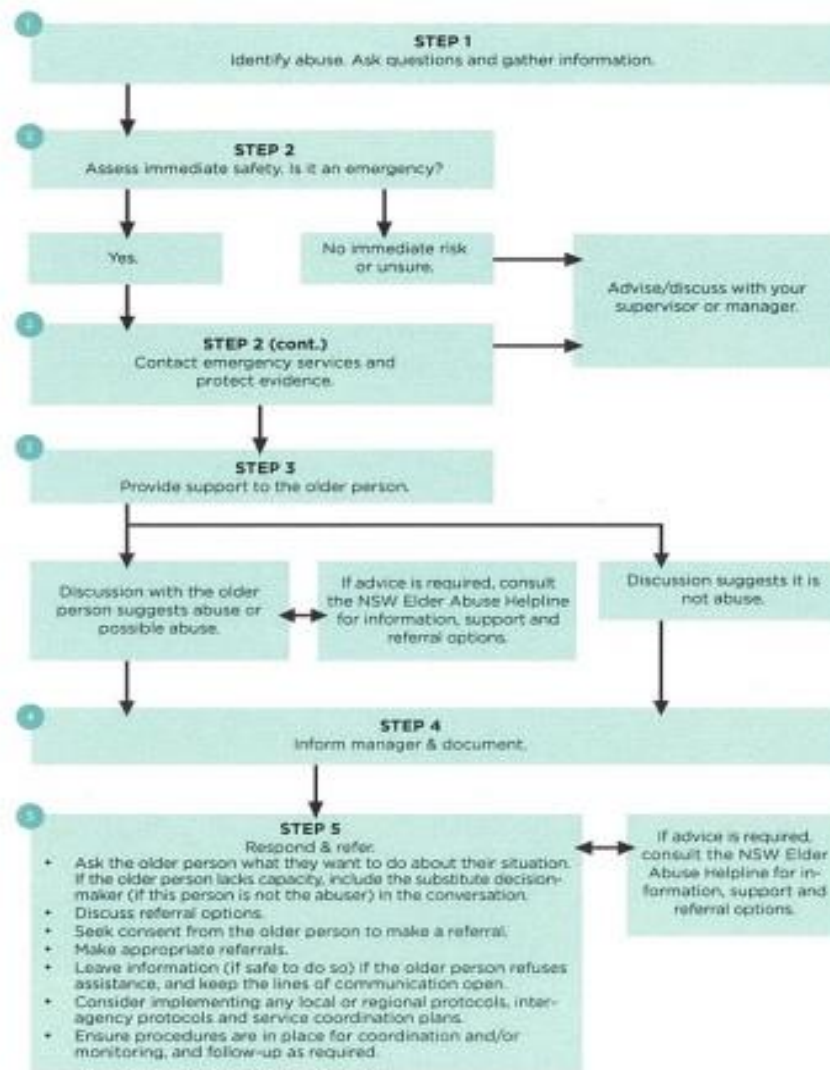 1
STEP 1
Identify abuse. Ask questions and gather information.
2
STEP 2
Assess immediate safety. Is it an emergency?
Yes.
No immediate risk
or unsure.
Advise/discuss with your
supervisor or manager.
STEP 2 (cont.)
Contact emergency services and
protect evidence.
STEP 3
Provide support to the older person.
Discussion with the older
person suggests abuse or
possible abuse.
If advice is required, consult
the NSW Elder Abuse Helpline
for information, support and
referral options.
Discussion suggests it is
not abuse.
4
STEP 4
Inform manager & document.
5
STEP 5
Respond & refer.
• Ask the older person what they want to do about their situation.
If the older person lacks capacity, include the substitute decision-
maker (if this person is not the abuser) in the conversation.
• Discuss referral options.
• Seek consent from the older person to make a referral.
• Make appropriate referrals.
• Leave information (if safe to do so) if the older person refuses
assistance, and keep the lines of communication open.
• Consider implementing any local or regional protocols, inter-
agency protocols and service coordination plans.
• Ensure procedures are in place for coordination and/or
monitoring, and follow-up as required.
If advice is required,
consult the NSW Elder
Abuse Helpline for in-
formation, support and
referral options.